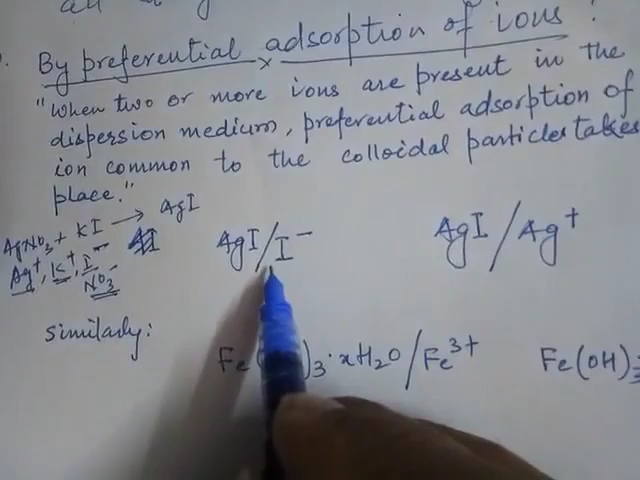 By preferential adsorption of ions:
"When two or more ions are present in the
dispersion medium, preferential adsorption of
ion common to the colloidal particles takes
place."
AgNO3 + KI → AgI
Ag+, K+, I−
NO3−
AgI/I−
AgI/Ag+
Similarly:
Fe( )3·xH2O/Fe3+
Fe(OH)3